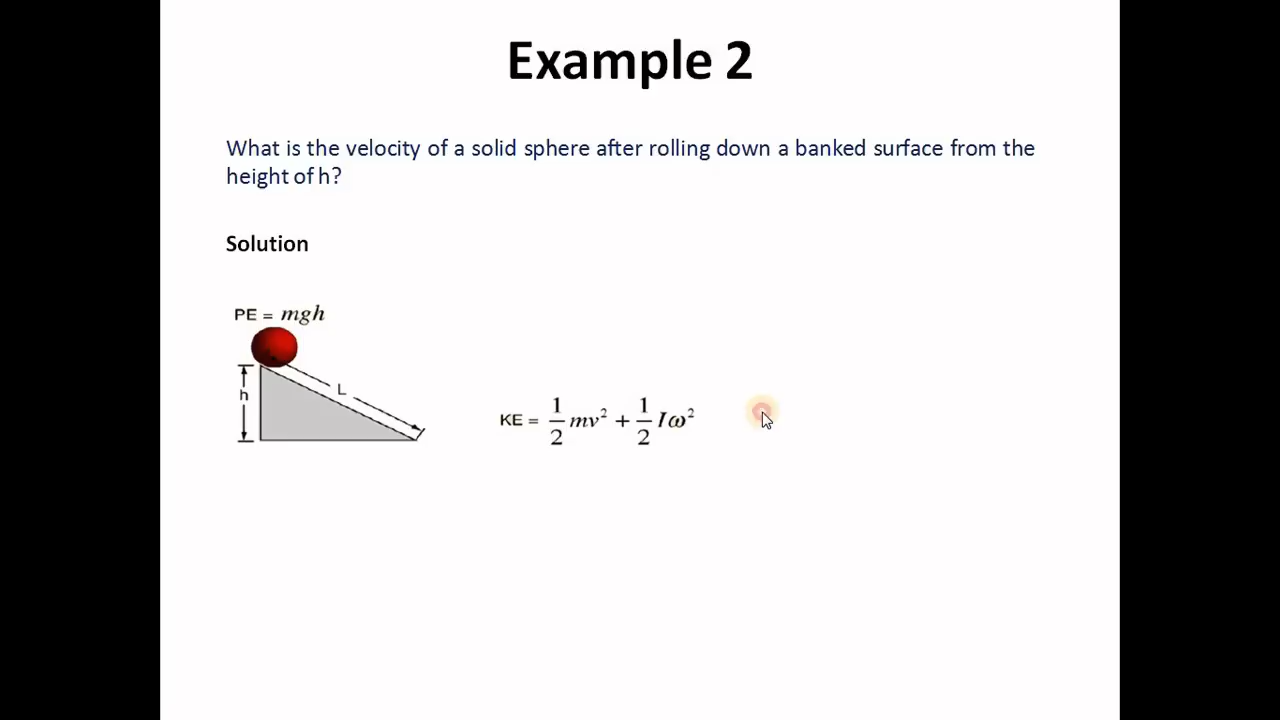 Example 2
What is the velocity of a solid sphere after rolling down a banked surface from the
height of h?
Solution
PE = mgh
h
L
KE = 1/2 mv² + 1/2 Iω²